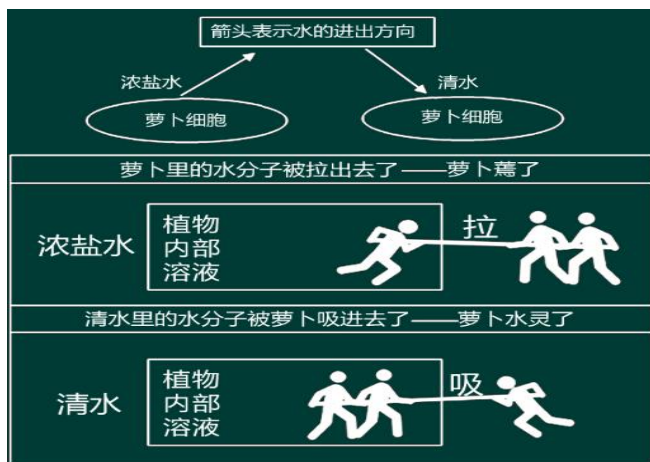 箭头表示水的进出方向
浓盐水
清水
萝卜细胞
萝卜细胞
萝卜里的水分子被拉出去了——萝卜蔫了
浓盐水
植物
内部
溶液
拉
清水里的水分子被萝卜吸进去了——萝卜水灵了
清水
植物
内部
溶液
吸